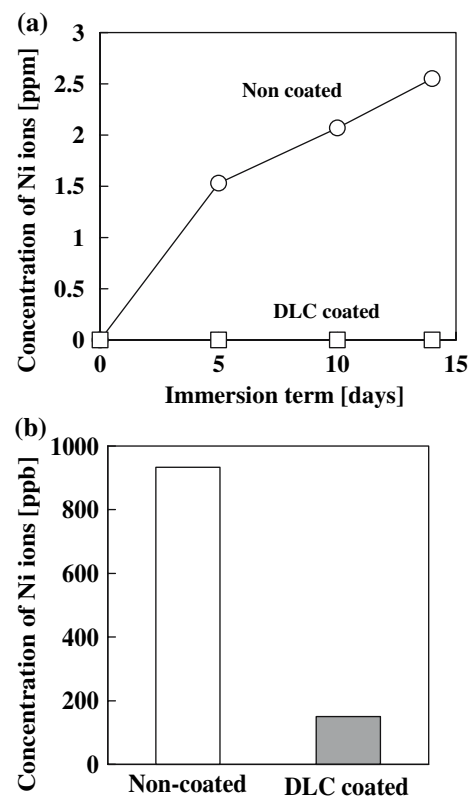 (a)
3
2.5
2
1.5
1
0.5
0
Concentration of Ni ions [ppm]
Non coated
DLC coated
0 5 10 15
Immersion term [days]
(b)
1000
800
600
400
200
0
Concentration of Ni ions [ppb]
Non-coated DLC coated